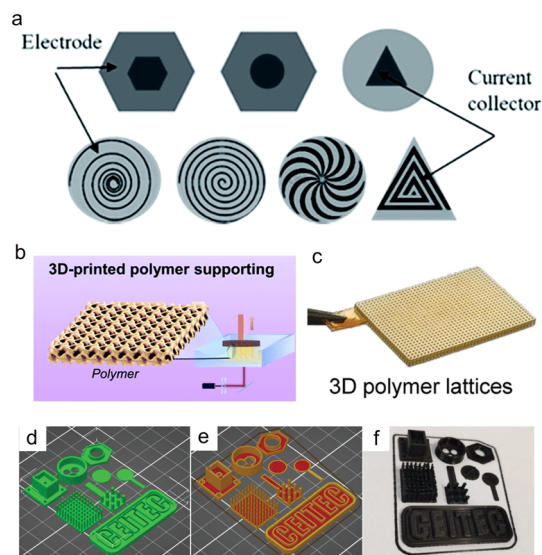 a
Electrode
Current
collector
b
3D-printed polymer supporting
Polymer
c
3D polymer lattices
d
CEITEC
e
CEITEC
f
CEITEC